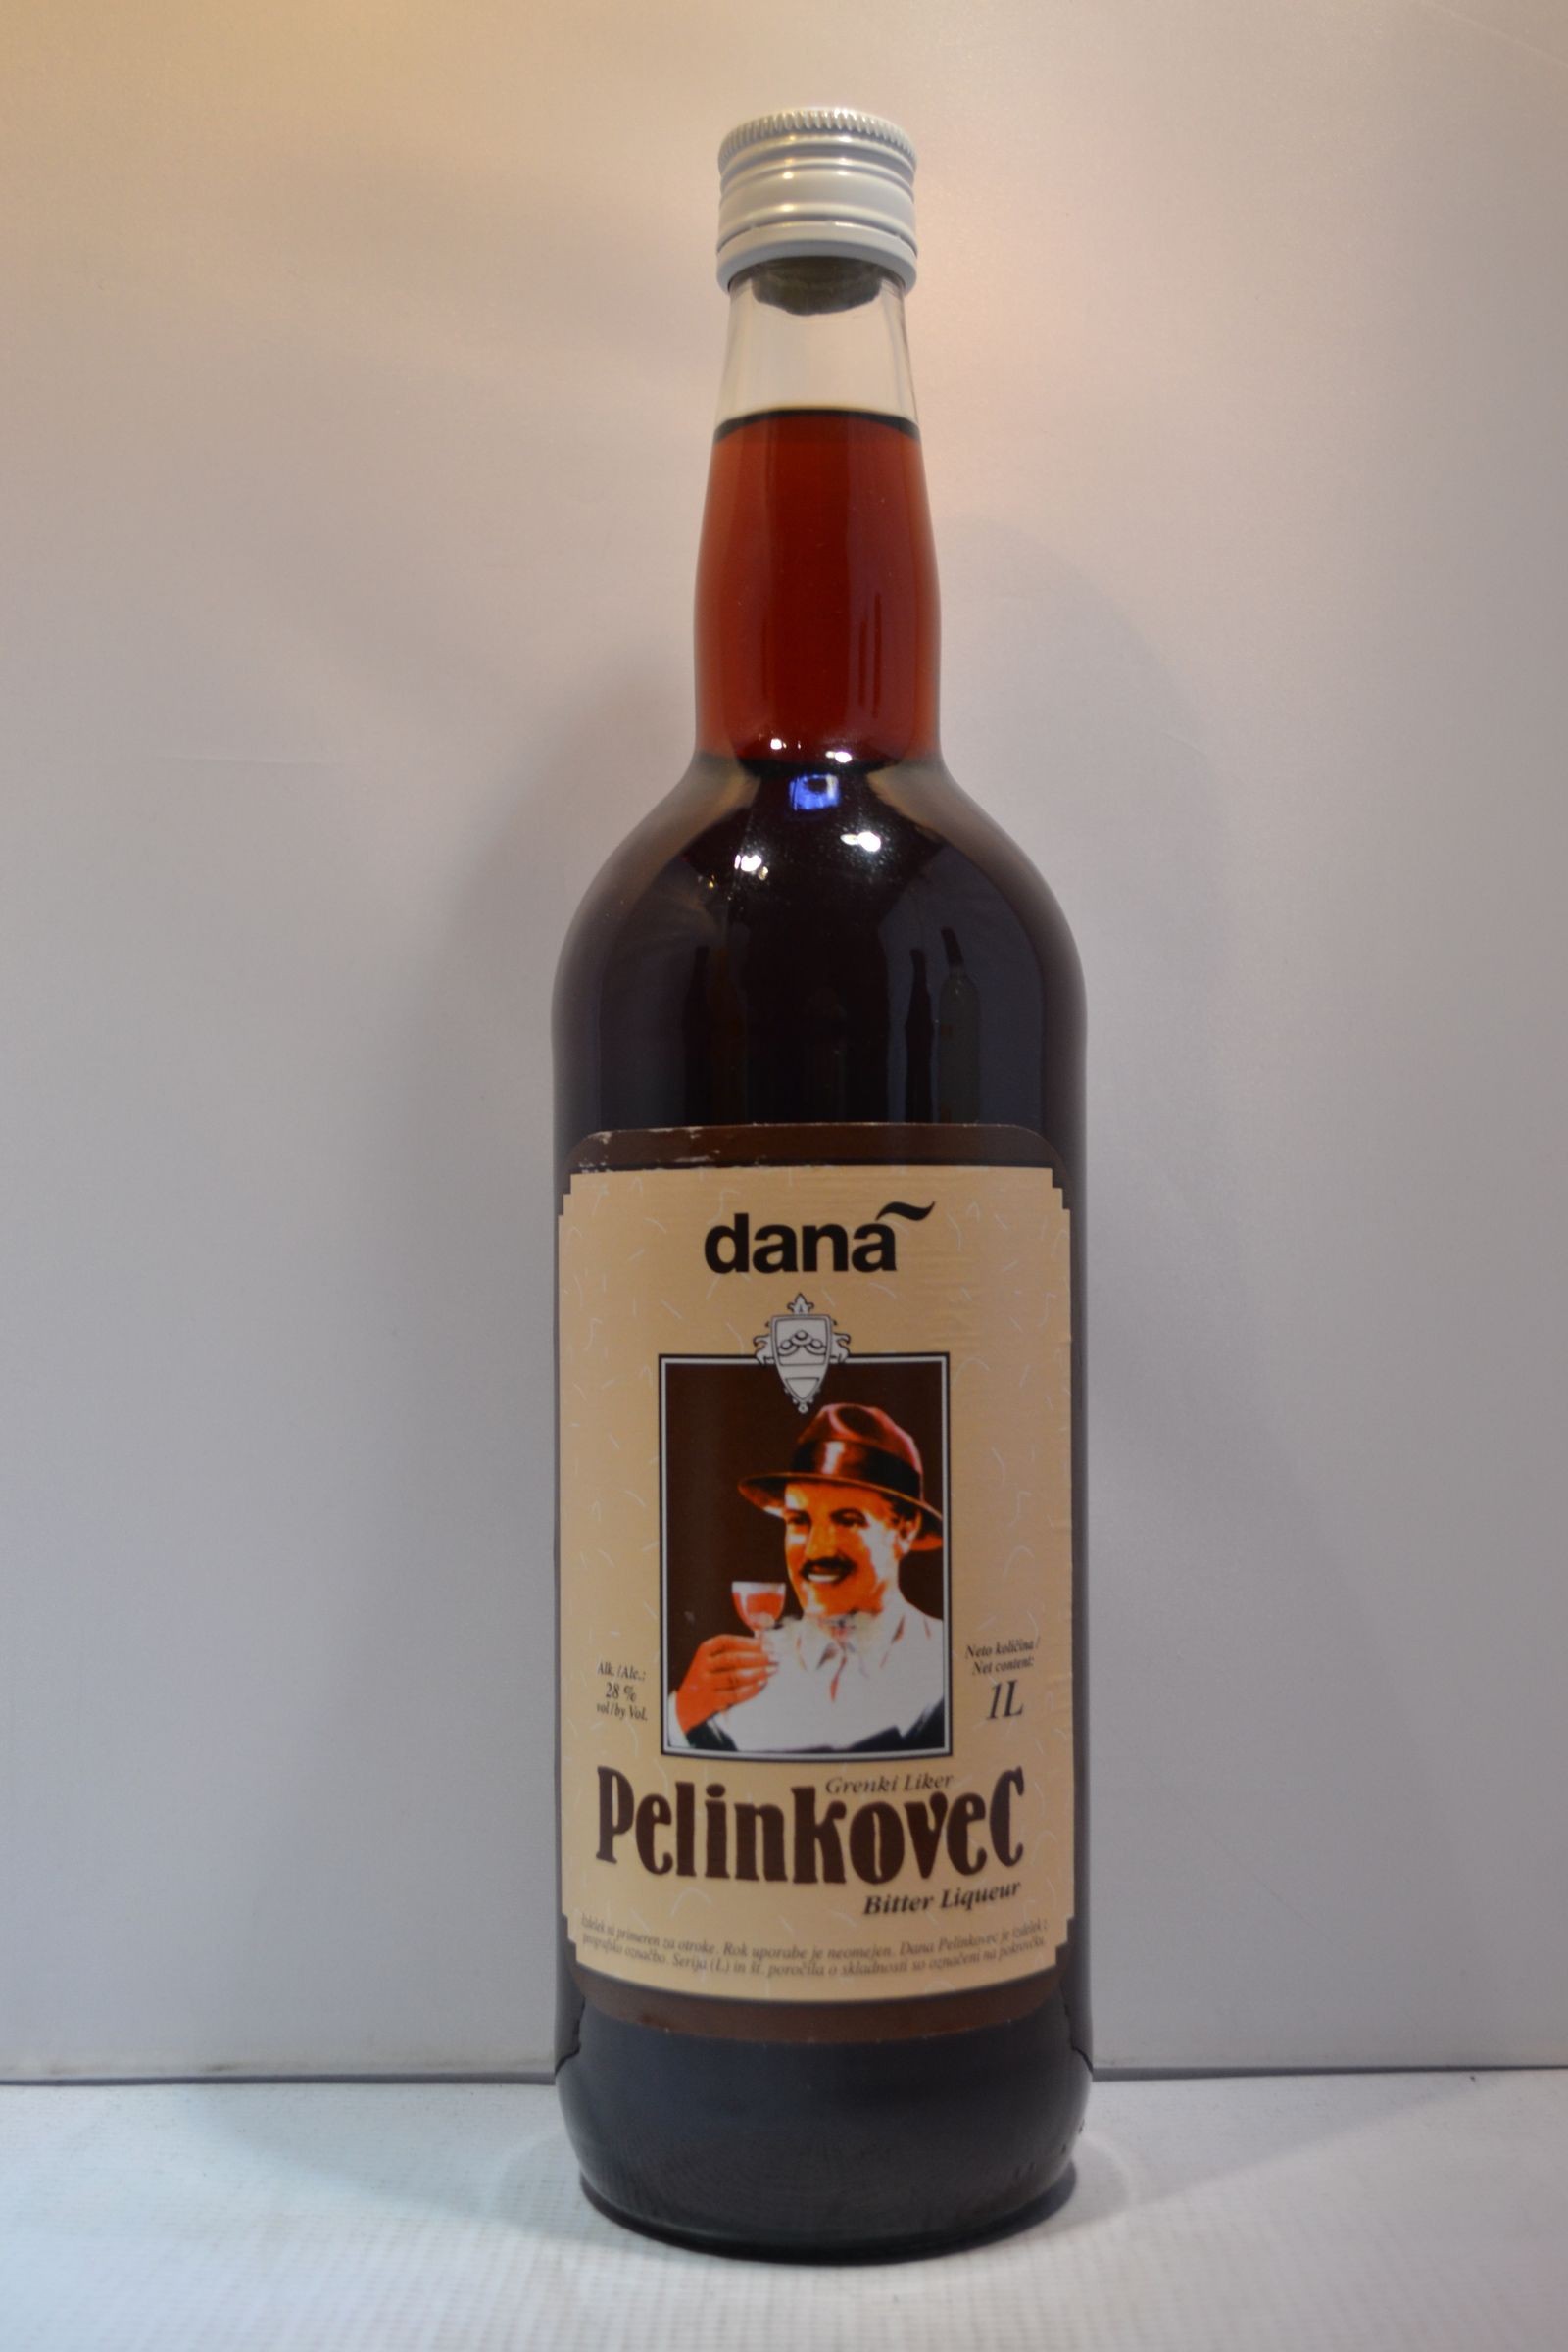 dana
Alk. /Alc.:
28 %
vol/by Vol.
Neto količina /
Net content:
1L
Grenki Liker
Pelinkovec
Bitter Liqueur
Izdelek ni primeren za otroke. Rok uporabe je neomejen. Dana Pelinkovec je izdelek z
geografsko označbo. Serija (L) in št. poročila o skladnosti so označeni na pokrovčku.